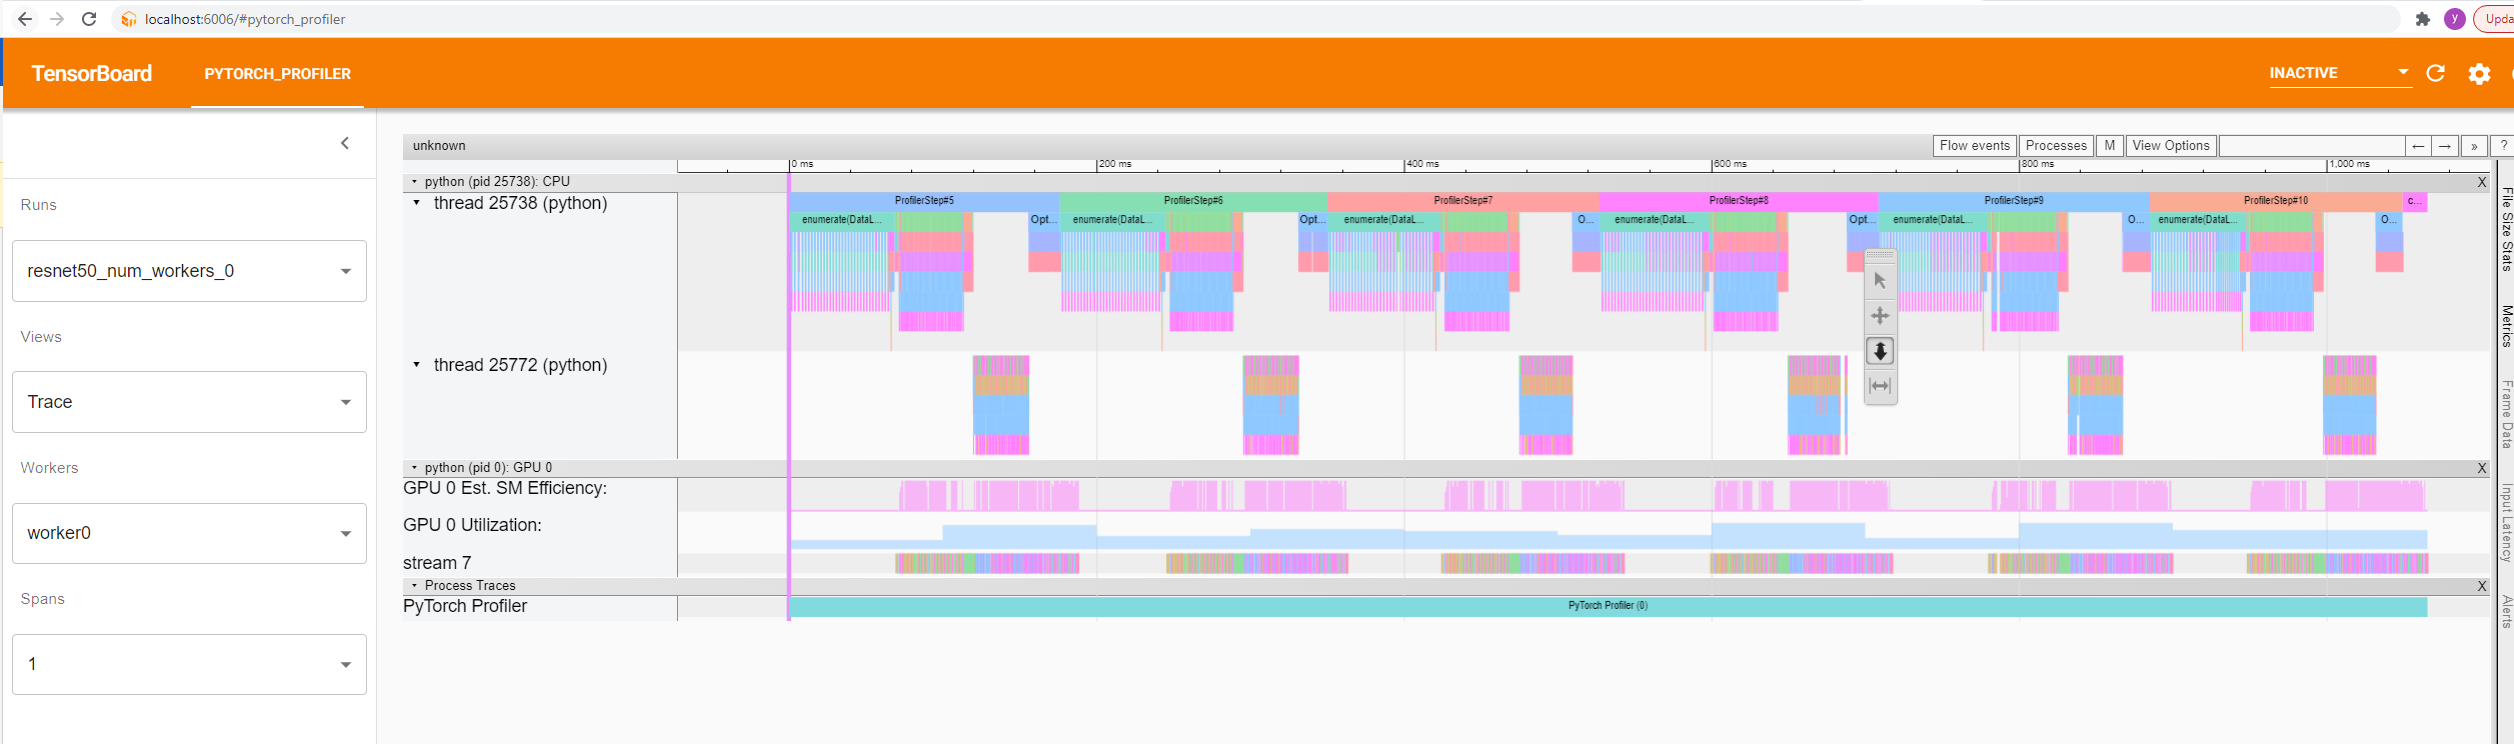 localhost:6006/#pytorch_profiler
y
TensorBoard
PYTORCH_PROFILER
INACTIVE
Runs
resnet50_num_workers_0
Views
Trace
Workers
worker0
Spans
1
unknown
Flow events
Processes
M
View Options
←
→
»
?
0 ms
200 ms
400 ms
600 ms
800 ms
1,000 ms
python (pid 25738): CPU
X
thread 25738 (python)
ProfilerStep#5
ProfilerStep#6
ProfilerStep#7
ProfilerStep#8
ProfilerStep#9
ProfilerStep#10
c...
enumerate(DataL...
Opt...
enumerate(DataL...
Opt...
enumerate(DataL...
O...
enumerate(DataL...
Opt...
enumerate(DataL...
O...
enumerate(DataL...
O...
thread 25772 (python)
python (pid 0): GPU 0
X
GPU 0 Est. SM Efficiency:
GPU 0 Utilization:
stream 7
Process Traces
X
PyTorch Profiler
PyTorch Profiler (0)
File Size Stats
Metrics
Frame Data
Input Latency
Alerts